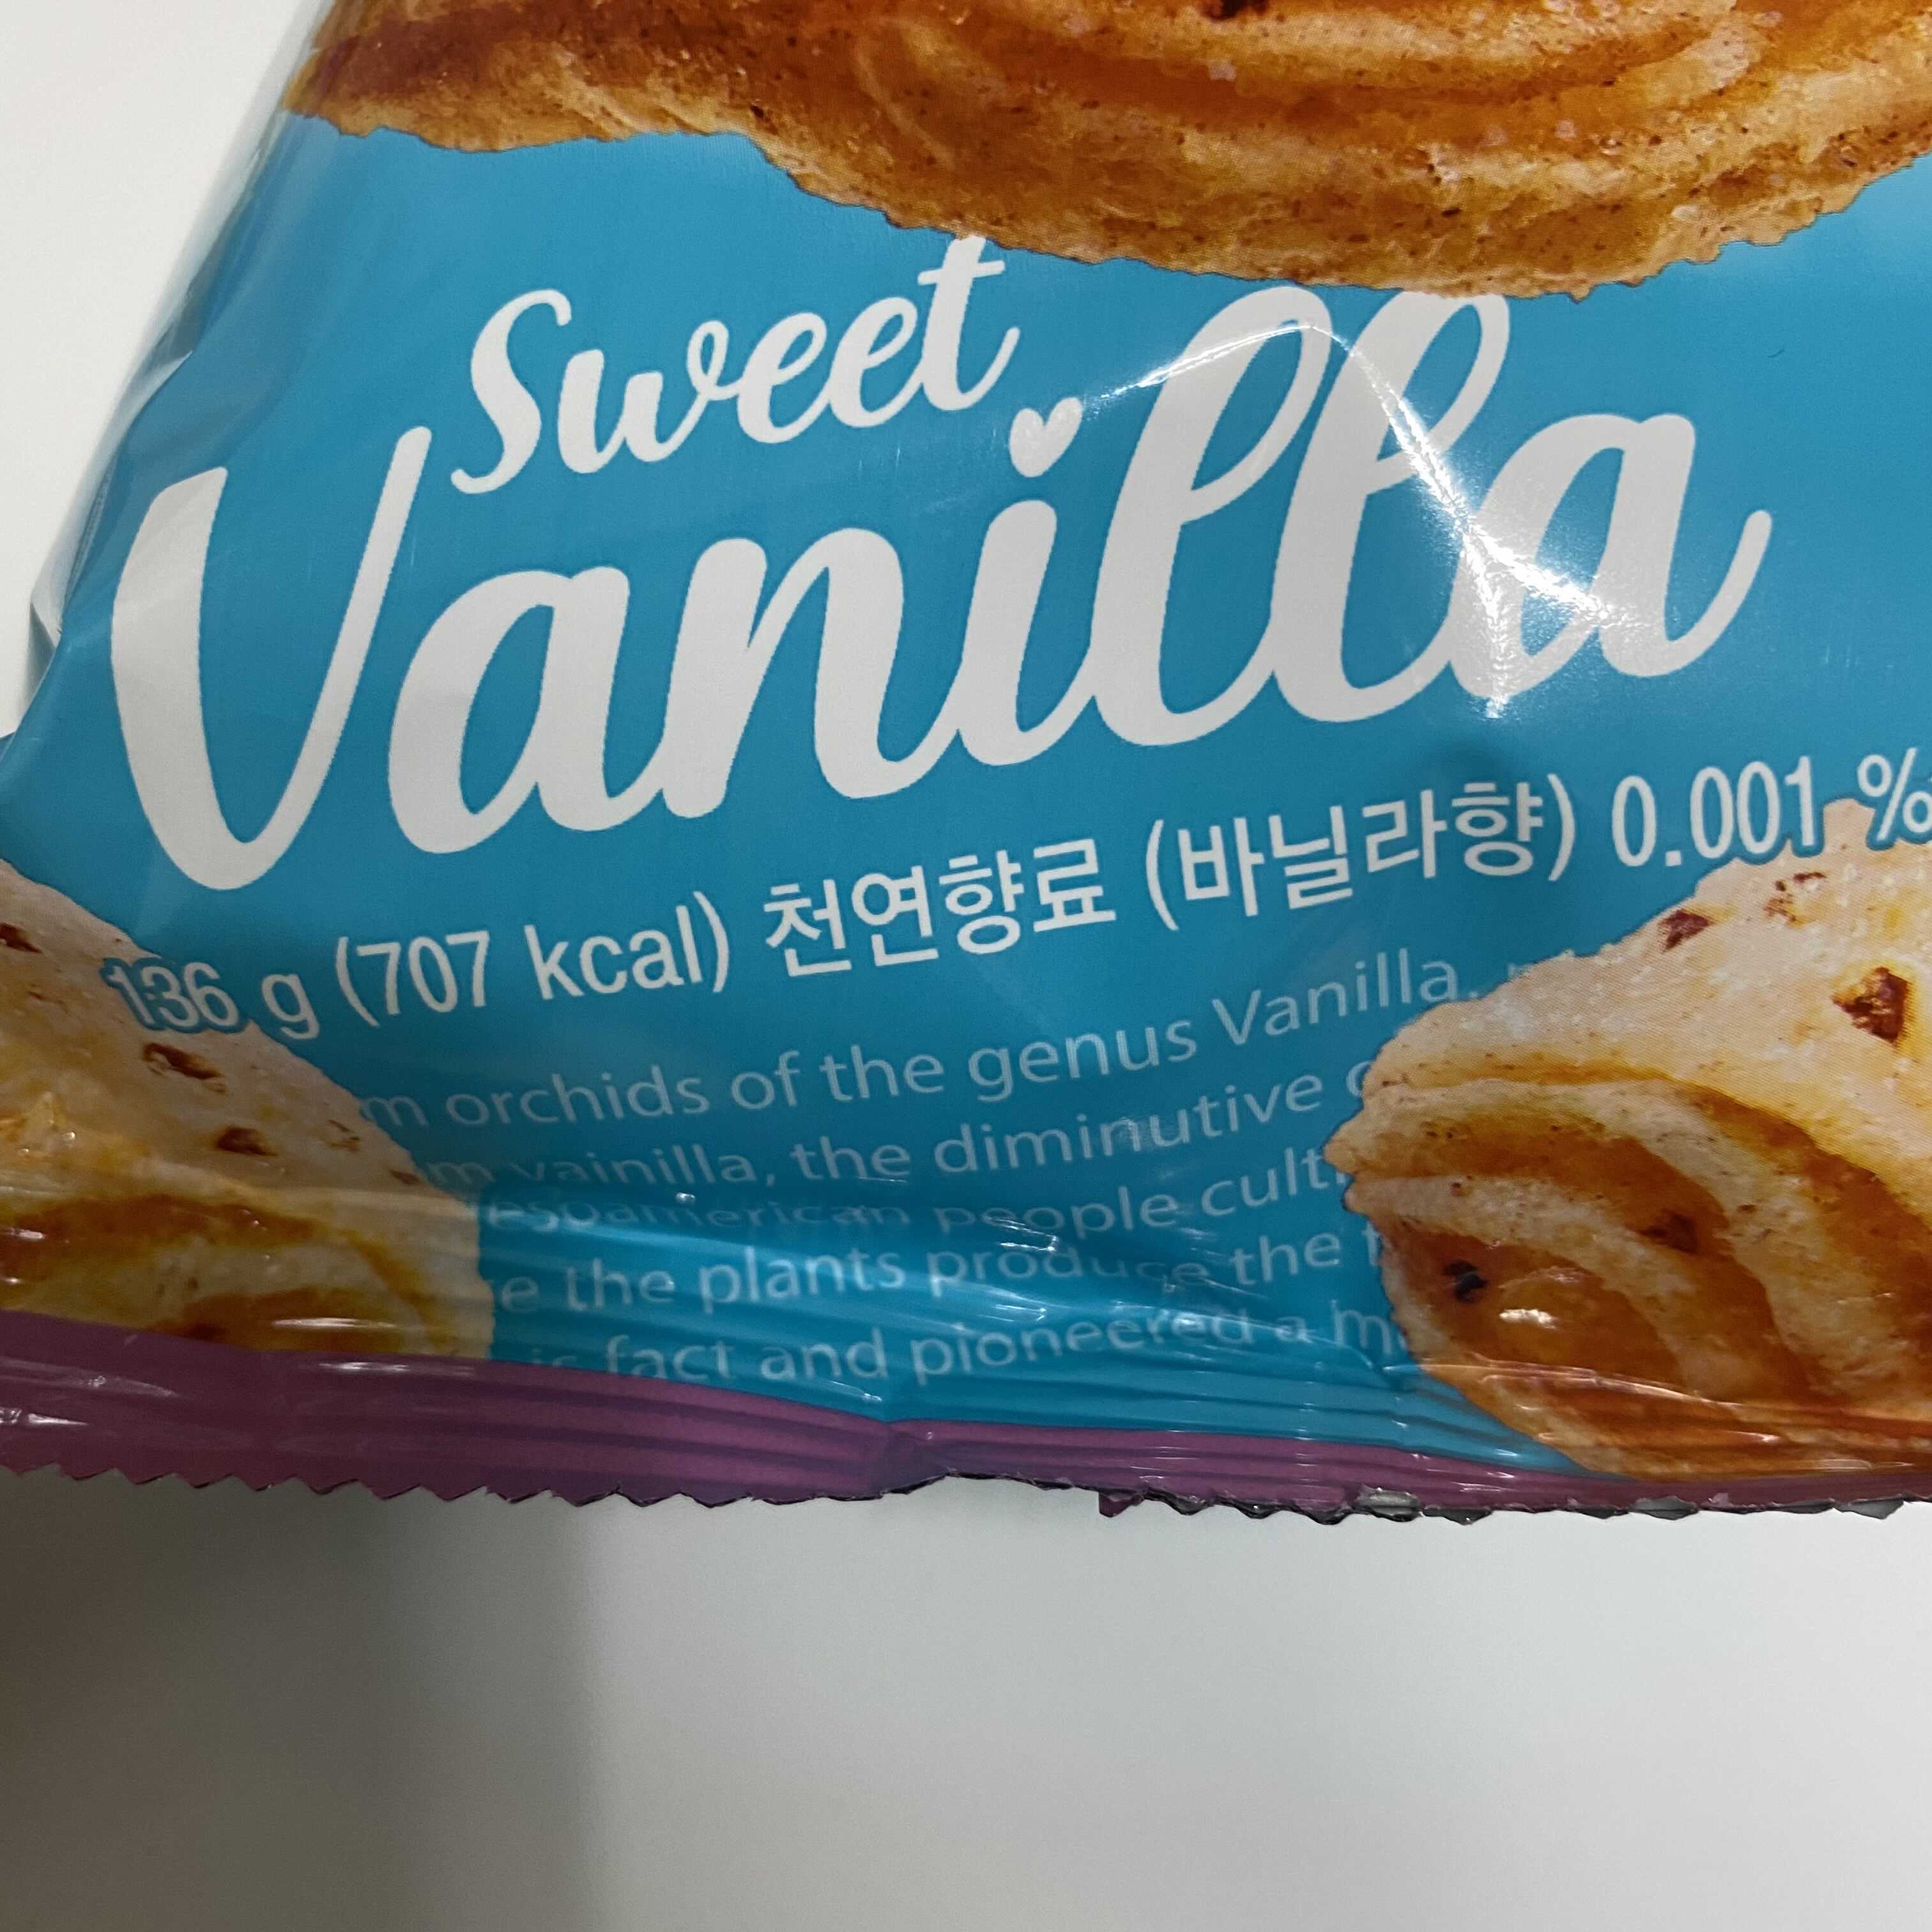 Sweet
Vanilla
136 g (707 kcal) 천연향료 (바닐라향) 0.001 %
orchids of the genus Vanilla,
vainilla, the diminutive
people
the plants produce the
fact and pioneered a